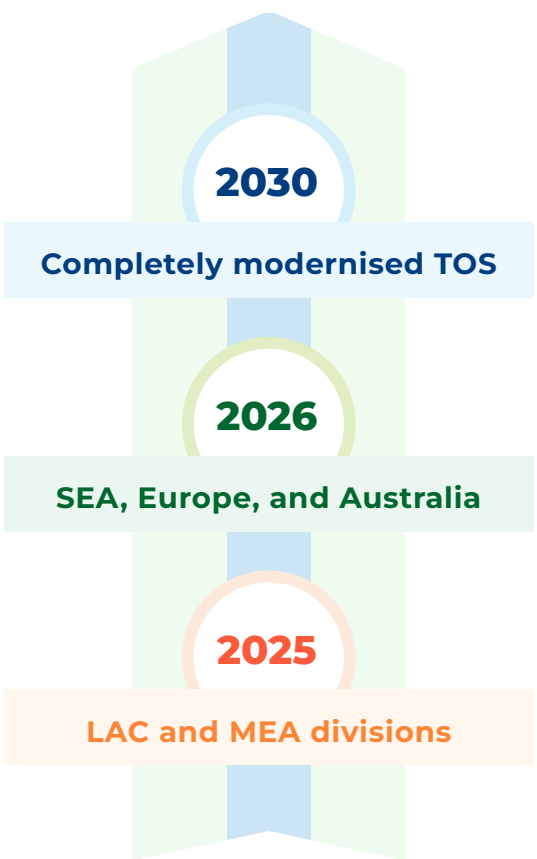 2030
Completely modernised TOS
2026
SEA, Europe, and Australia
2025
LAC and MEA divisions